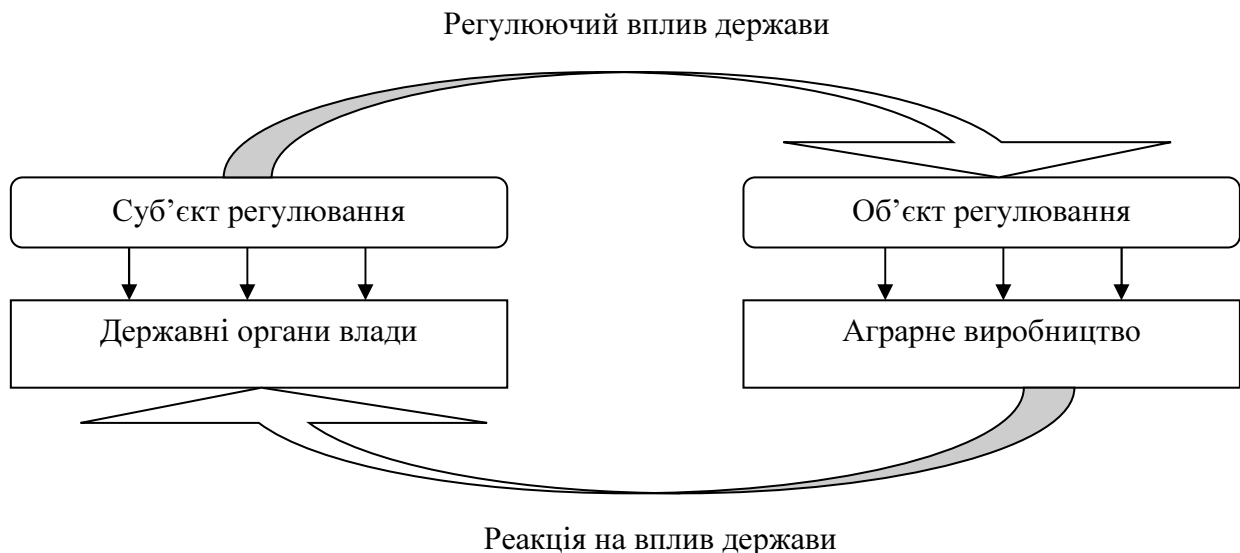 Регулюючий вплив держави
Суб’єкт регулювання
Об’єкт регулювання
Державні органи влади
Аграрне виробництво
Реакція на вплив держави